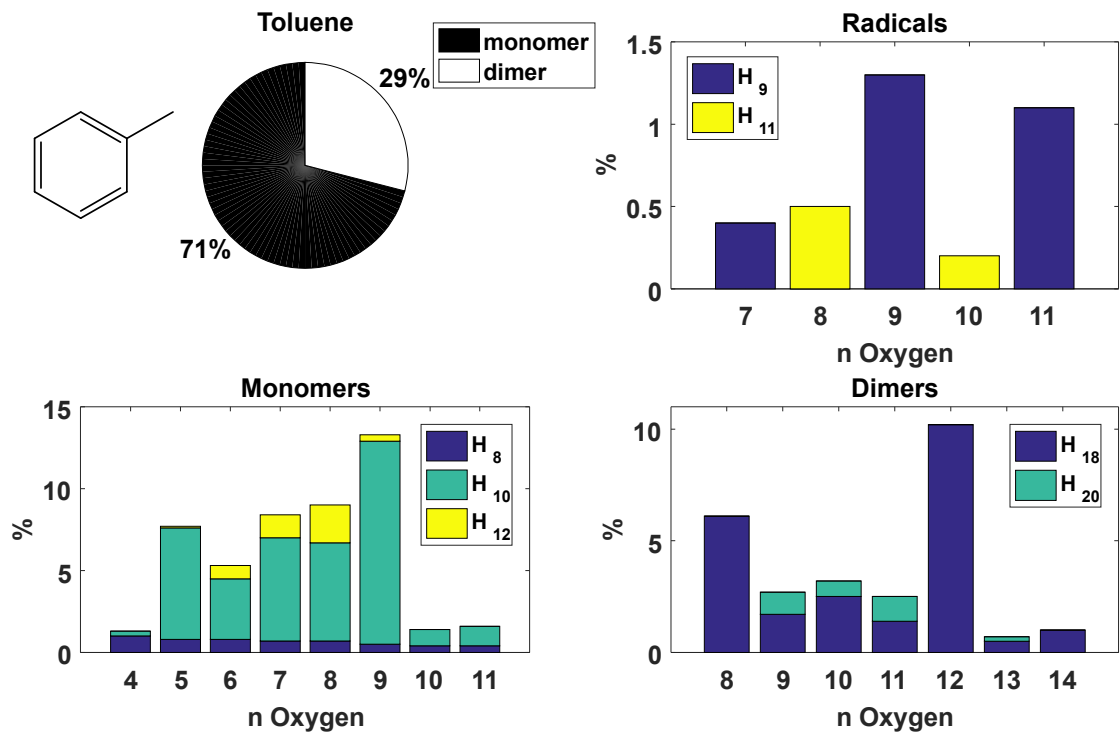 Toluene
monomer
dimer
29%
71%
Radicals
H 9
H 11
1.5
1
0.5
0
%
7 8 9 10 11
n Oxygen
Monomers
H 8
H 10
H 12
15
10
5
0
%
4 5 6 7 8 9 10 11
n Oxygen
Dimers
H 18
H 20
10
5
0
%
8 9 10 11 12 13 14
n Oxygen